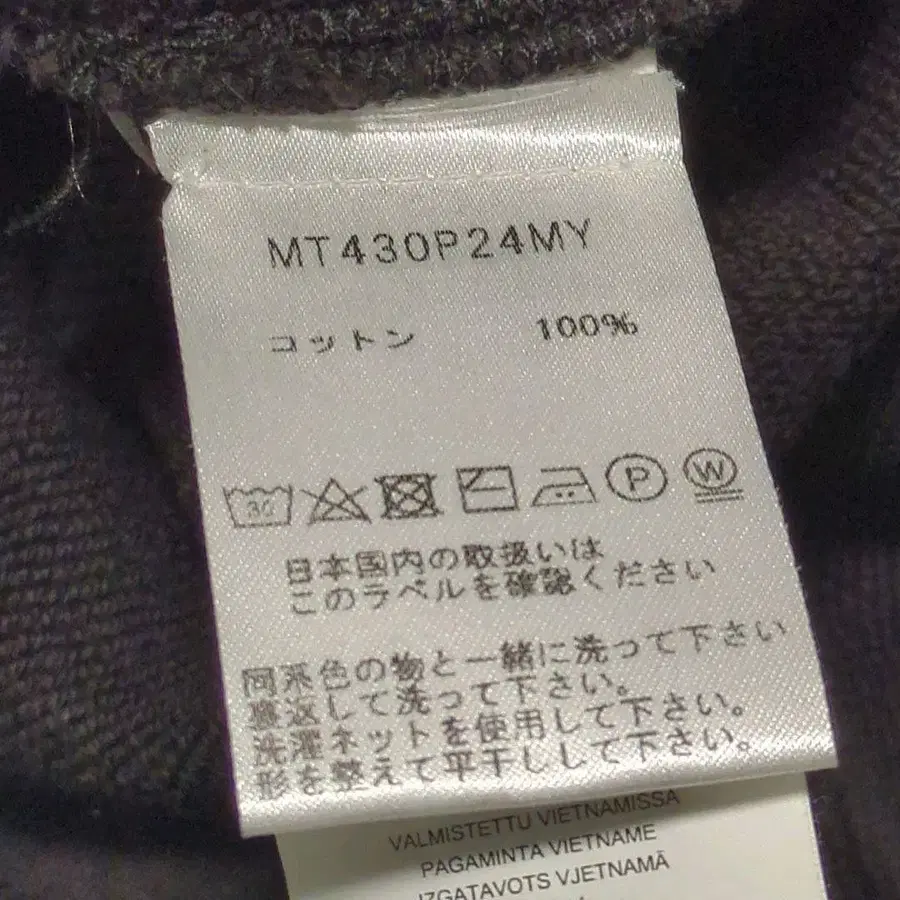 MT430P24MY
コットン 100%
30 P W
日本国内の取扱いは
このラベルを確認ください
同系色の物と一緒に洗って下さい
裏返して洗って下さい。
洗濯ネットを使用して下さい。
形を整えて平干しして下さい。
VALMISTETTU VIETNAMISSA
PAGAMINTA VIETNAME
IZGATAVOTS VJETNAMĀ